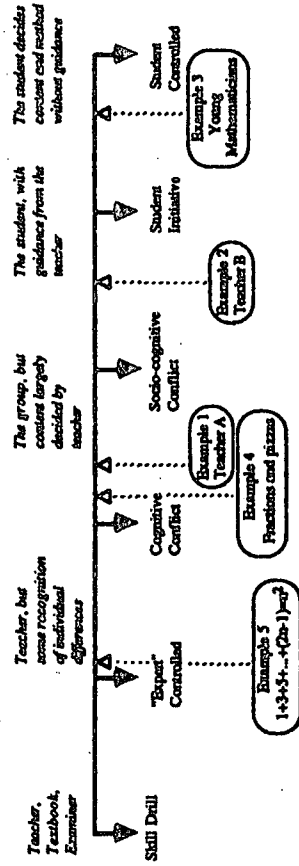 Teacher,
Textbook,
Examiner
Teacher, but
some recognition
of individual
differences
The group, but
content largely
decided by
teacher
The student, with
guidance from the
teacher
The student decides
content and method
without guidance
Skill Drill
"Expert"
Controlled
Cognitive
Conflict
Socio-cognitive
Conflict
Student
Initiative
Student
Controlled
Example 5
1+3+5+...+(2n-1)=n²
Example 1
Teacher A
Example 4
Fractions and pizzas
Example 2
Teacher B
Example 3
Young
Mathematicians